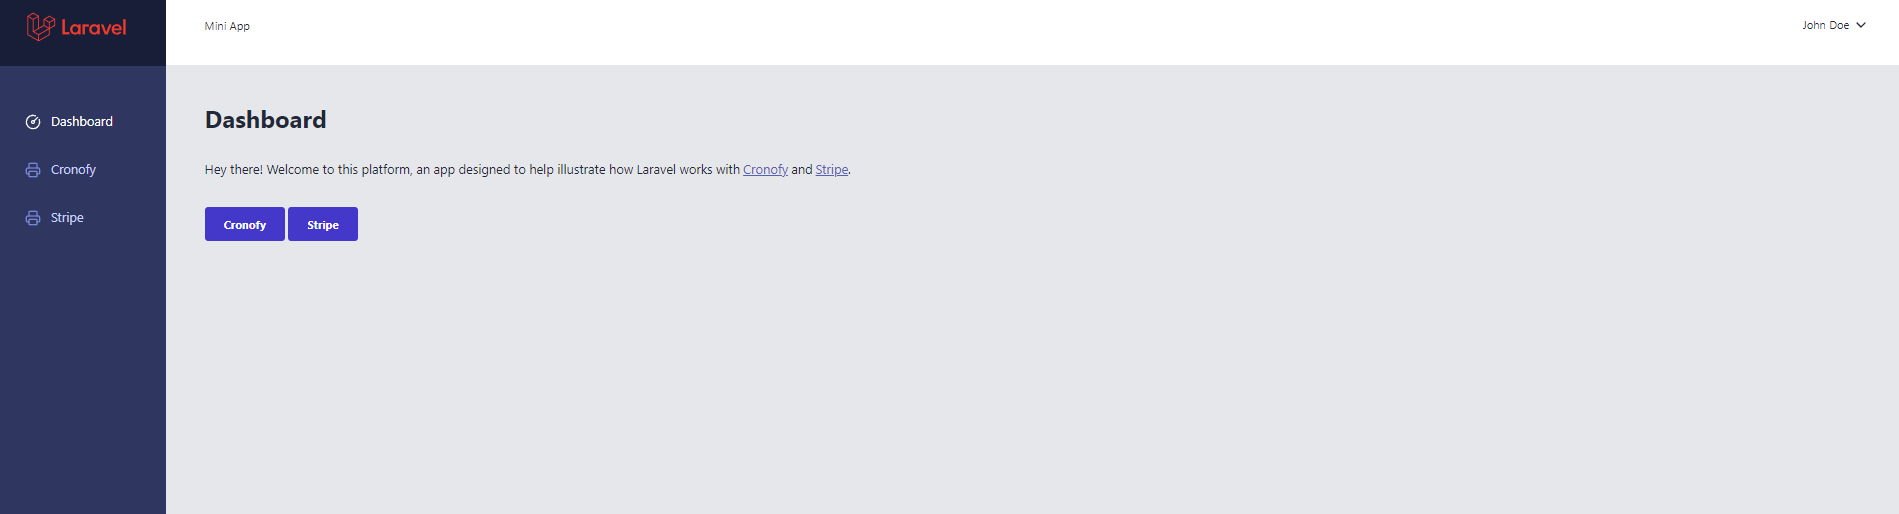 Laravel
Mini App
John Doe
Dashboard
Cronofy
Stripe
Dashboard
Hey there! Welcome to this platform, an app designed to help illustrate how Laravel works with Cronofy and Stripe.
Cronofy Stripe